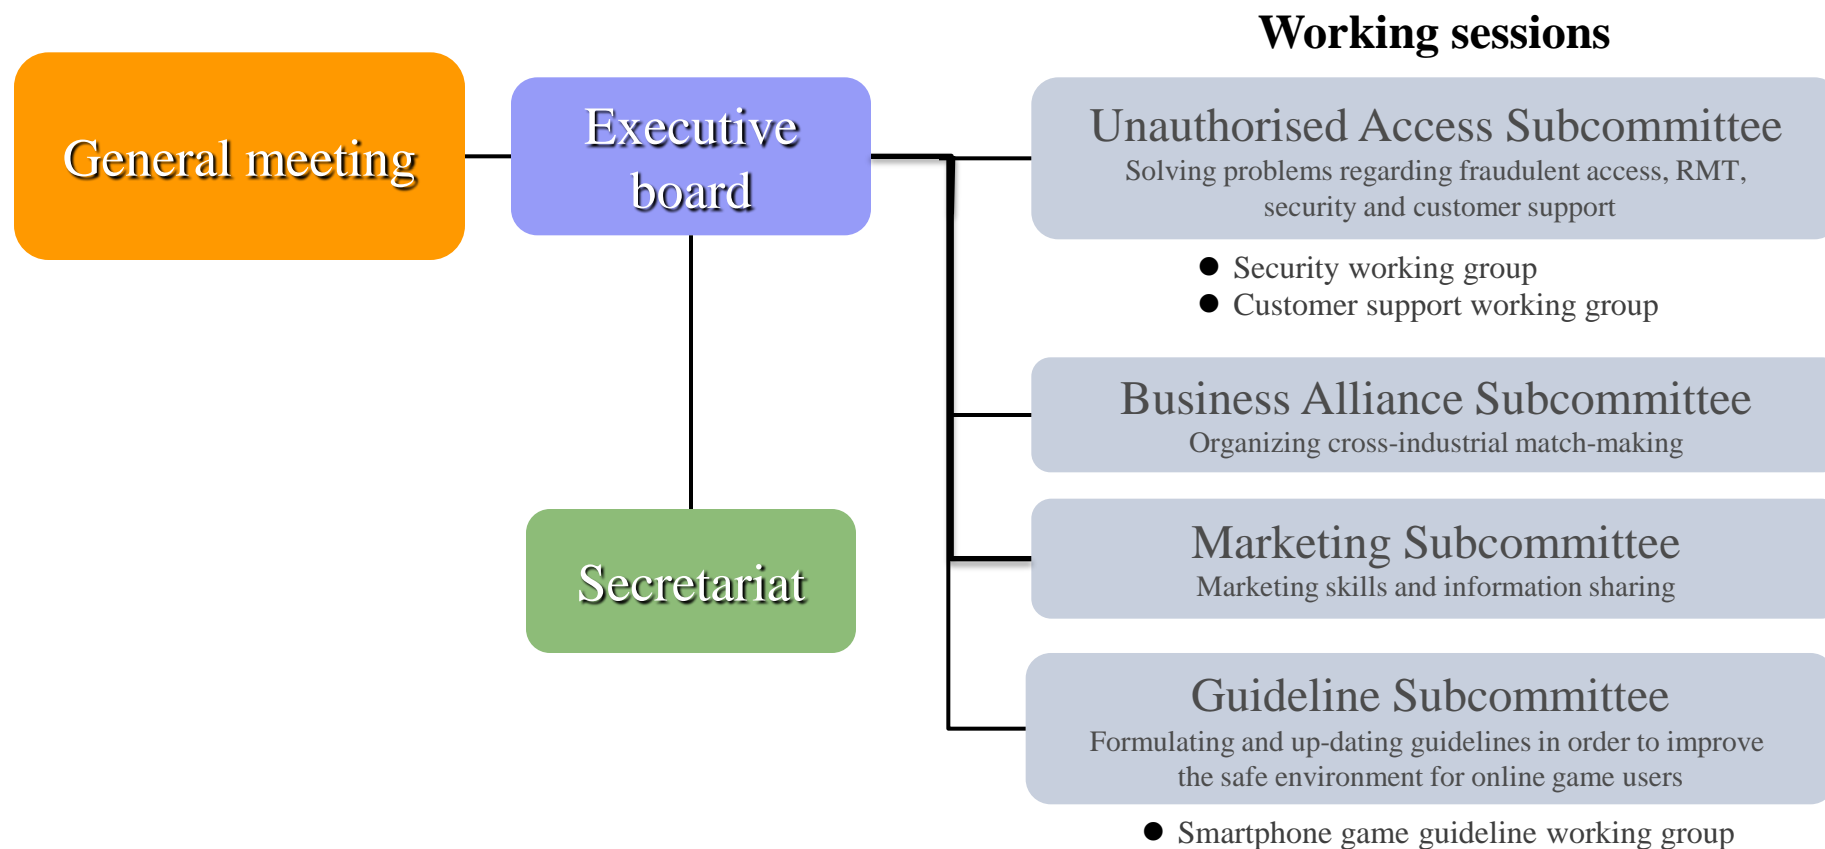 Working sessions
General meeting
Executive
board
Secretariat
Unauthorised Access Subcommittee
Solving problems regarding fraudulent access, RMT,
security and customer support
● Security working group
● Customer support working group
Business Alliance Subcommittee
Organizing cross-industrial match-making
Marketing Subcommittee
Marketing skills and information sharing
Guideline Subcommittee
Formulating and up-dating guidelines in order to improve
the safe environment for online game users
● Smartphone game guideline working group